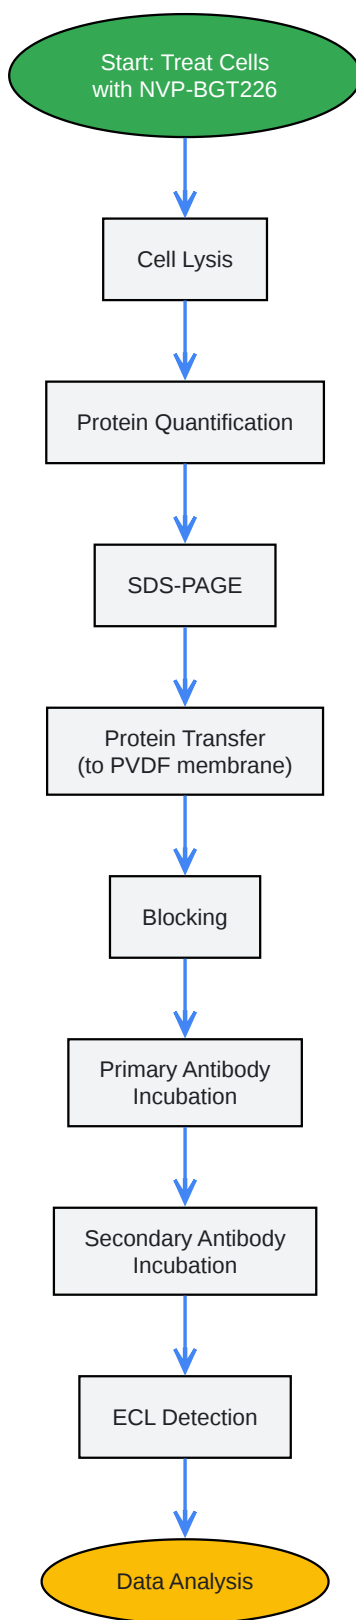 Start: Treat Cells
with NVP-BGT226
Cell Lysis
Protein Quantification
SDS-PAGE
Protein Transfer
(to PVDF membrane)
Blocking
Primary Antibody
Incubation
Secondary Antibody
Incubation
ECL Detection
Data Analysis